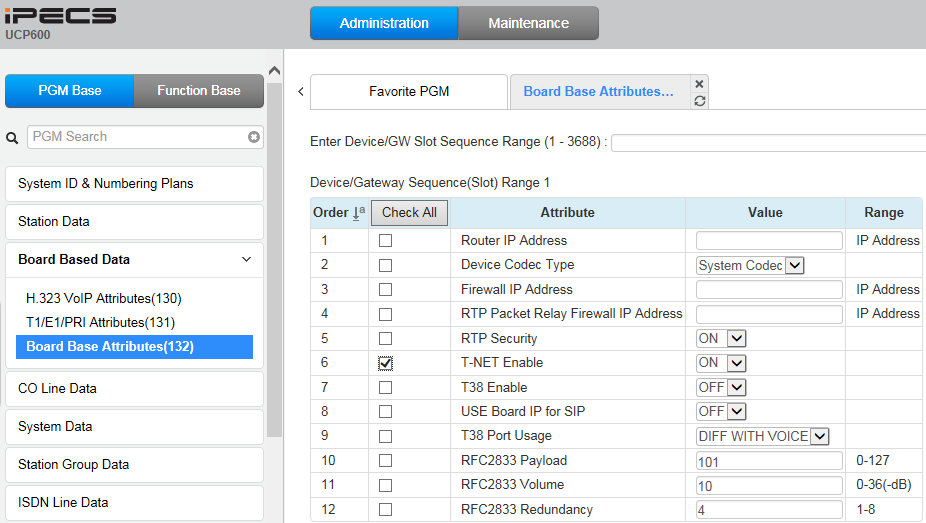 iPECS
UCP600
Administration Maintenance
PGM Base Function Base
PGM Search
System ID & Numbering Plans
Station Data
Board Based Data
H.323 VoIP Attributes(130)
T1/E1/PRI Attributes(131)
Board Base Attributes(132)
CO Line Data
System Data
Station Group Data
ISDN Line Data
Favorite PGM Board Base Attributes...
Enter Device/GW Slot Sequence Range (1 - 3688) :
Device/Gateway Sequence(Slot) Range 1
Order Check All Attribute Value Range
1 Router IP Address IP Address
2 Device Codec Type System Codec
3 Firewall IP Address IP Address
4 RTP Packet Relay Firewall IP Address IP Address
5 RTP Security ON
6 T-NET Enable ON
7 T38 Enable OFF
8 USE Board IP for SIP OFF
9 T38 Port Usage DIFF WITH VOICE
10 RFC2833 Payload 101 0-127
11 RFC2833 Volume 10 0-36(-dB)
12 RFC2833 Redundancy 4 1-8